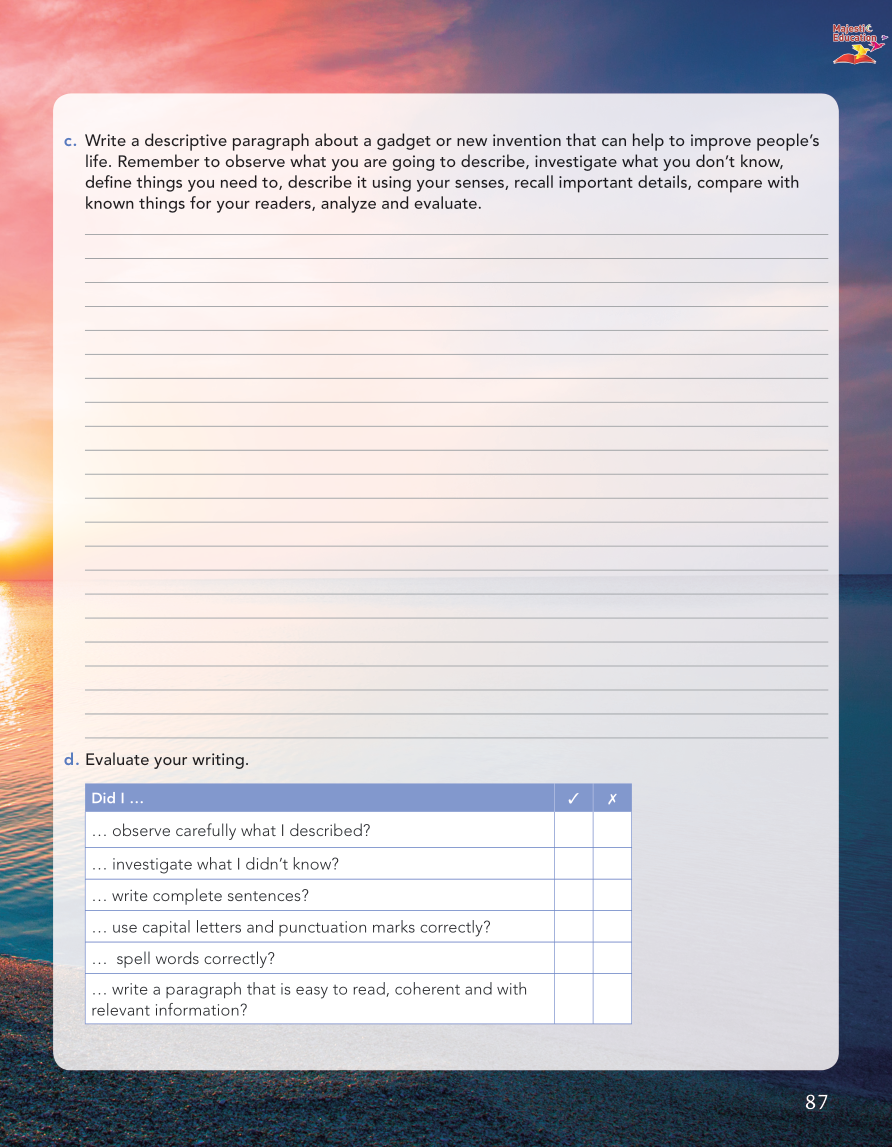 Majestic
Education
c. Write a descriptive paragraph about a gadget or new invention that can help to improve people’s
life. Remember to observe what you are going to describe, investigate what you don’t know,
define things you need to, describe it using your senses, recall important details, compare with
known things for your readers, analyze and evaluate.
d. Evaluate your writing.
Did I … ✓ ✗
… observe carefully what I described?
… investigate what I didn’t know?
… write complete sentences?
… use capital letters and punctuation marks correctly?
… spell words correctly?
… write a paragraph that is easy to read, coherent and with
relevant information?
87